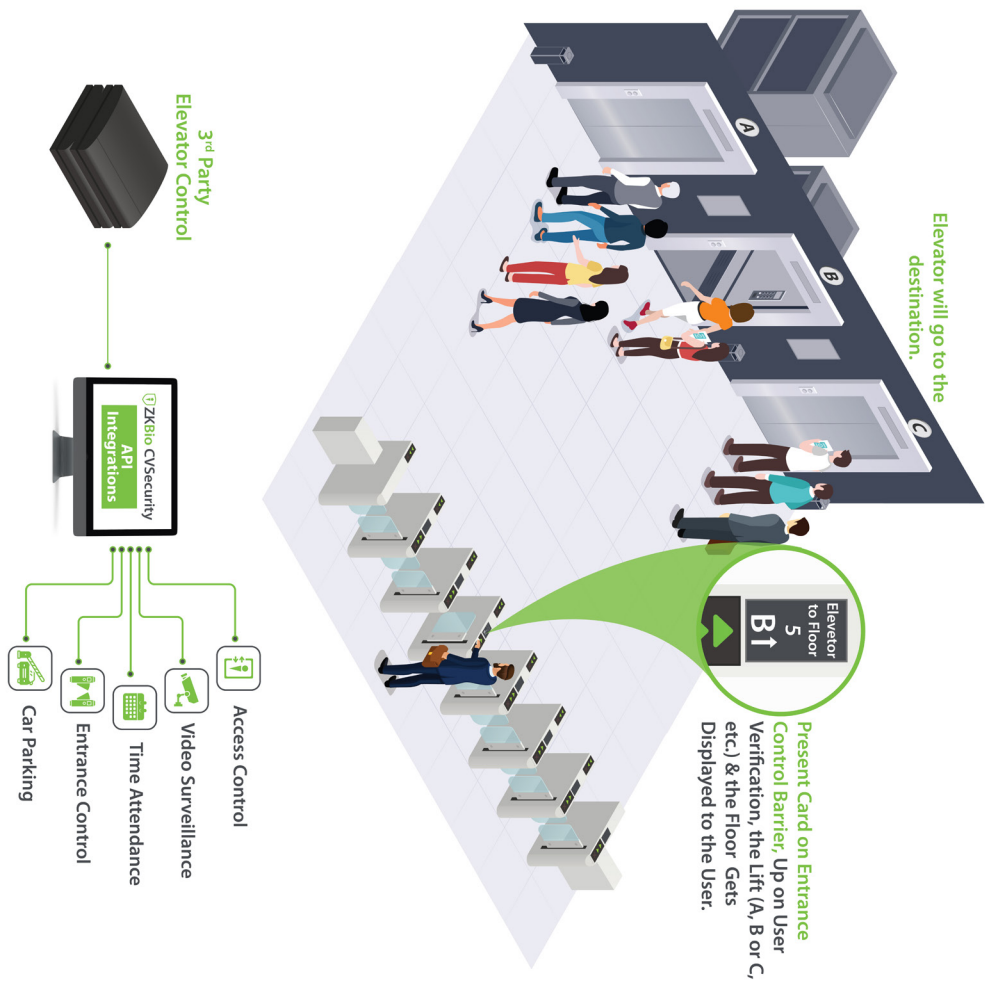 Elevator will go to the
destination.
A
B
C
Elevetor
to Floor
5
B↑
Present Card on Entrance
Control Barrier, Up on User
Verification, the Lift (A, B or C,
etc.) & the Floor Gets
Displayed to the User.
3rd Party
Elevator Control
ZKBio CVSecurity
API
Integrations
Access Control
Video Surveillance
Time Attendance
Entrance Control
Car Parking